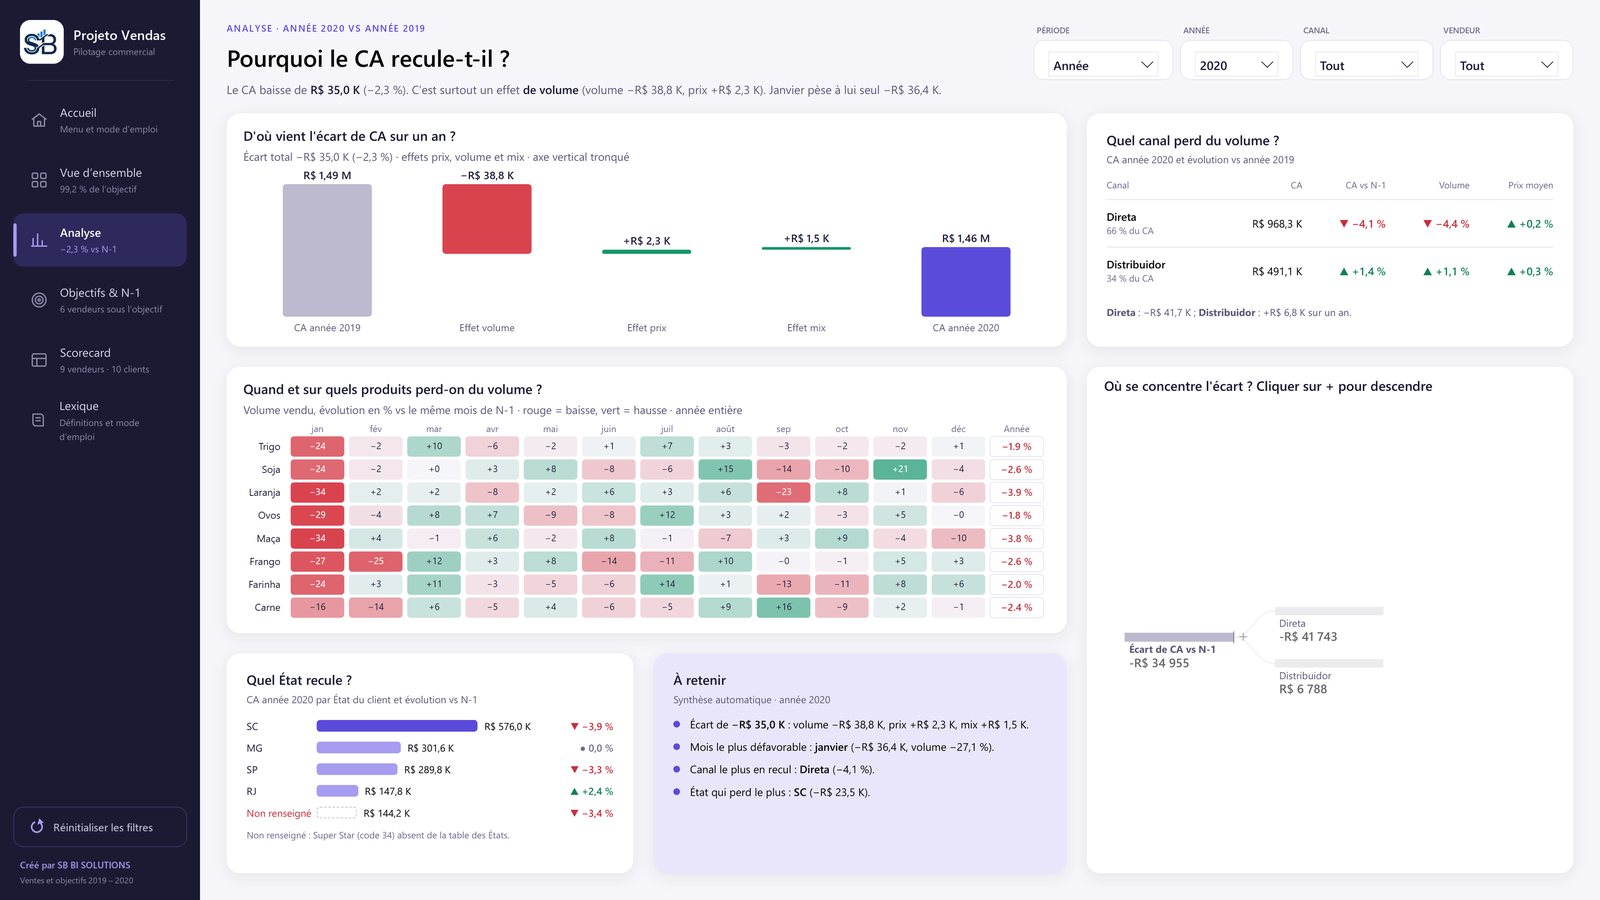 SB
Projeto Vendas
Pilotage commercial
Accueil
Menu et mode d'emploi
Vue d'ensemble
99,2 % de l'objectif
Analyse
−2,3 % vs N-1
Objectifs & N-1
6 vendeurs sous l'objectif
Scorecard
9 vendeurs · 10 clients
Lexique
Définitions et mode
d'emploi
Réinitialiser les filtres
Créé par SB BI SOLUTIONS
Ventes et objectifs 2019 – 2020
ANALYSE · ANNÉE 2020 VS ANNÉE 2019
Pourquoi le CA recule-t-il ?
Le CA baisse de R$ 35,0 K (−2,3 %). C'est surtout un effet de volume (volume −R$ 38,8 K, prix +R$ 2,3 K). Janvier pèse à lui seul −R$ 36,4 K.
PÉRIODE ANNÉE CANAL VENDEUR
Année 2020 Tout Tout
D'où vient l'écart de CA sur un an ?
Écart total −R$ 35,0 K (−2,3 %) · effets prix, volume et mix · axe vertical tronqué
R$ 1,49 M −R$ 38,8 K +R$ 2,3 K +R$ 1,5 K R$ 1,46 M
CA année 2019 Effet volume Effet prix Effet mix CA année 2020
Quel canal perd du volume ?
CA année 2020 et évolution vs année 2019
Canal CA CA vs N-1 Volume Prix moyen
Direta R$ 968,3 K ▼ −4,1 % ▼ −4,4 % ▲ +0,2 %
66 % du CA
Distribuidor R$ 491,1 K ▲ +1,4 % ▲ +1,1 % ▲ +0,3 %
34 % du CA
Direta : −R$ 41,7 K ; Distribuidor : +R$ 6,8 K sur un an.
Quand et sur quels produits perd-on du volume ?
Volume vendu, évolution en % vs le même mois de N-1 · rouge = baisse, vert = hausse · année entière
jan fév mar avr mai juin juil août sep oct nov déc Année
Trigo −24 −2 +10 −6 −2 +1 +7 +3 −3 −2 −2 +1 −1.9 %
Soja −24 −2 +0 +3 +8 −8 −6 +15 −14 −10 +21 −4 −2.6 %
Laranja −34 +2 +2 −8 +2 +6 +3 +6 −23 +8 +1 −6 −3.9 %
Ovos −29 −4 +8 +7 −9 −8 +12 +3 +2 −3 +5 −0 −1.8 %
Maça −34 +4 −1 +6 −2 +8 −1 −7 +3 +9 −4 −10 −3.8 %
Frango −27 −25 +12 +3 +8 −14 −11 +10 −0 −1 +5 +3 −2.6 %
Farinha −24 +3 +11 −3 −5 −6 +14 +1 −13 −11 +8 +6 −2.0 %
Carne −16 −14 +6 −5 +4 −6 −5 +9 +16 −9 +2 −1 −2.4 %
Où se concentre l'écart ? Cliquer sur + pour descendre
Écart de CA vs N-1
-R$ 34 955
+
Direta
-R$ 41 743
Distribuidor
R$ 6 788
Quel État recule ?
CA année 2020 par État du client et évolution vs N-1
SC R$ 576,0 K ▼ −3,9 %
MG R$ 301,6 K ● 0,0 %
SP R$ 289,8 K ▼ −3,3 %
RJ R$ 147,8 K ▲ +2,4 %
Non renseigné R$ 144,2 K ▼ −3,4 %
Non renseigné : Super Star (code 34) absent de la table des États.
À retenir
Synthèse automatique · année 2020
● Écart de −R$ 35,0 K : volume −R$ 38,8 K, prix +R$ 2,3 K, mix +R$ 1,5 K.
● Mois le plus défavorable : janvier (−R$ 36,4 K, volume −27,1 %).
● Canal le plus en recul : Direta (−4,1 %).
● État qui perd le plus : SC (−R$ 23,5 K).